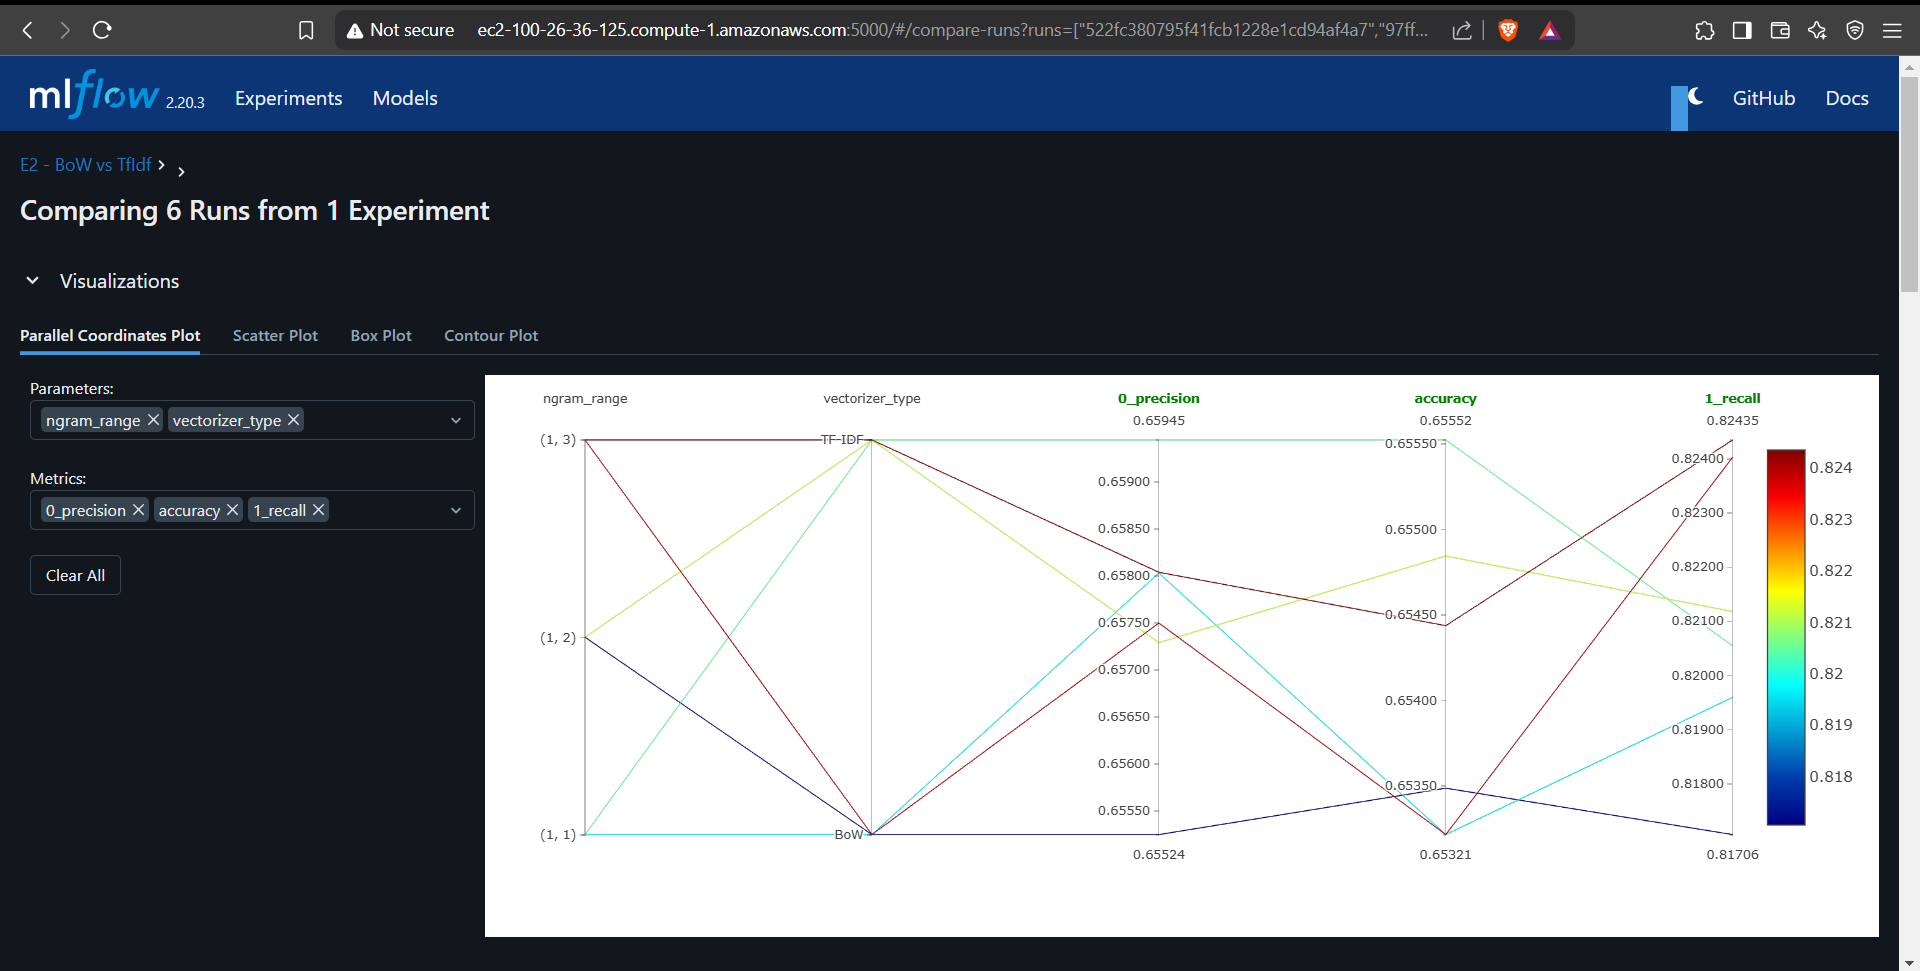 Not secure ec2-100-26-36-125.compute-1.amazonaws.com:5000/#/compare-runs?runs=["522fc380795f41fcb1228e1cd94af4a7","97ff...
mlflow 2.20.3 Experiments Models GitHub Docs
E2 - BoW vs TfIdf
Comparing 6 Runs from 1 Experiment
Visualizations
Parallel Coordinates Plot Scatter Plot Box Plot Contour Plot
Parameters:
ngram_range vectorizer_type
Metrics:
0_precision accuracy 1_recall
Clear All
ngram_range vectorizer_type 0_precision accuracy 1_recall
0.65945 0.65552 0.82435
(1, 3)
(1, 2)
(1, 1)
TF-IDF
BoW
0.65900
0.65850
0.65800
0.65750
0.65700
0.65650
0.65600
0.65550
0.65550
0.65500
0.65450
0.65400
0.65350
0.82400
0.82300
0.82200
0.82100
0.82000
0.81900
0.81800
0.824
0.823
0.822
0.821
0.82
0.819
0.818
0.65524 0.65321 0.81706